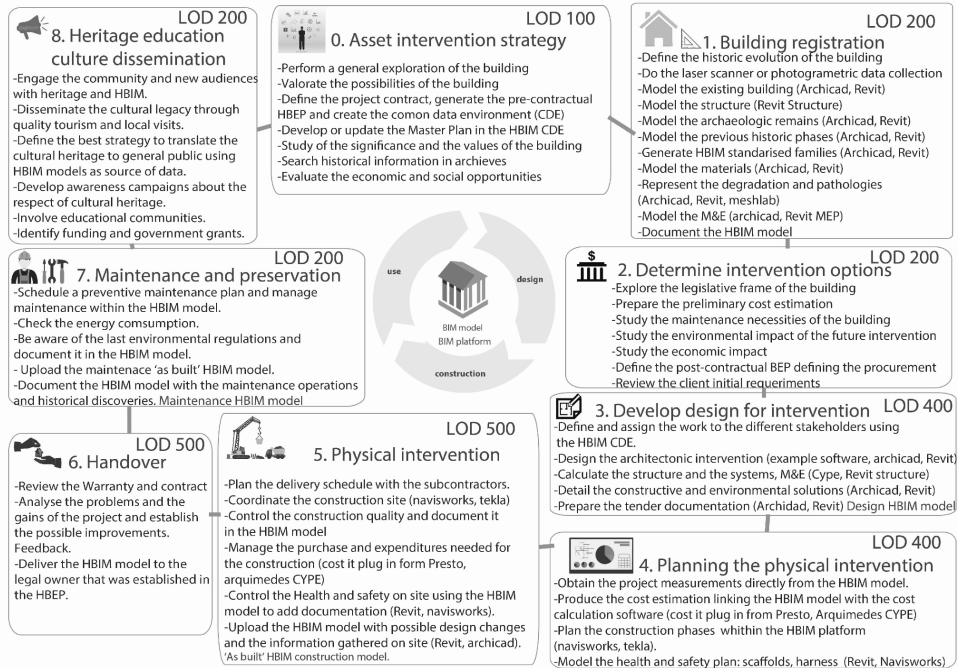 LOD 200
8. Heritage education
culture dissemination
-Engage the community and new audiences
with heritage and HBIM.
-Disseminate the cultural legacy through
quality tourism and local visits.
-Define the best strategy to translate the
cultural heritage to general public using
HBIM models as source of data.
-Develop awareness campaigns about the
respect of cultural heritage.
-Involve educational communities.
-Identify funding and government grants.
LOD 100
0. Asset intervention strategy
-Perform a general exploration of the building
-Valorate the possibilities of the building
-Define the project contract, generate the pre-contractual
HBEP and create the comon data environment (CDE)
-Develop or update the Master Plan in the HBIM CDE
-Study of the significance and the values of the building
-Search historical information in archieves
-Evaluate the economic and social opportunities
LOD 200
1. Building registration
-Define the historic evolution of the building
-Do the laser scanner or photogrametric data collection
-Model the existing building (Archicad, Revit)
-Model the structure (Revit Structure)
-Model the archaeologic remains (Archicad, Revit)
-Model the previous historic phases (Archicad, Revit)
-Generate HBIM standarised families (Archicad, Revit)
-Model the materials (Archicad, Revit)
-Represent the degradation and pathologies
(Archicad, Revit, meshlab)
-Model the M&E (archicad, Revit MEP)
-Document the HBIM model
LOD 200
7. Maintenance and preservation
-Schedule a preventive maintenance plan and manage
maintenance within the HBIM model.
-Check the energy comsumption.
-Be aware of the last environmental regulations and
document it in the HBIM model.
- Upload the maintenace 'as built' HBIM model.
-Document the HBIM model with the maintenance operations
and historical discoveries. Maintenance HBIM model
use
design
BIM model
BIM platform
construction
LOD 200
$
2. Determine intervention options
-Explore the legislative frame of the building
-Prepare the preliminary cost estimation
-Study the maintenance necessities of the building
-Study the environmental impact of the future intervention
-Study the economic impact
-Define the post-contractual BEP defining the procurement
-Review the client initial requeriments
LOD 400
3. Develop design for intervention
-Define and assign the work to the different stakeholders using
the HBIM CDE.
-Design the architectonic intervention (example software, archicad, Revit)
-Calculate the structure and the systems, M&E (Cype, Revit structure)
-Detail the constructive and environmental solutions (Archicad, Revit)
-Prepare the tender documentation (Archidad, Revit) Design HBIM model
LOD 500
6. Handover
-Review the Warranty and contract
-Analyse the problems and the
gains of the project and establish
the possible improvements.
Feedback.
-Deliver the HBIM model to the
legal owner that was established in
the HBEP.
LOD 500
5. Physical intervention
-Plan the delivery schedule with the subcontractors.
-Coordinate the construction site (navisworks, tekla)
-Control the construction quality and document it
in the HBIM model
-Manage the purchase and expenditures needed for
the construction (cost it plug in form Presto,
arquimedes CYPE)
-Control the Health and safety on site using the HBIM
model to add documentation (Revit, navisworks).
-Upload the HBIM model with possible design changes
and the information gathered on site (Revit, archicad).
'As built' HBIM construction model.
LOD 400
4. Planning the physical intervention
-Obtain the project measurements directly from the HBIM model.
-Produce the cost estimation linking the HBIM model with the cost
calculation software (cost it plug in from Presto, Arquimedes CYPE)
-Plan the construction phases whithin the HBIM platform
(navisworks, tekla).
-Model the health and safety plan: scaffolds, harness (Revit, Navisworks)